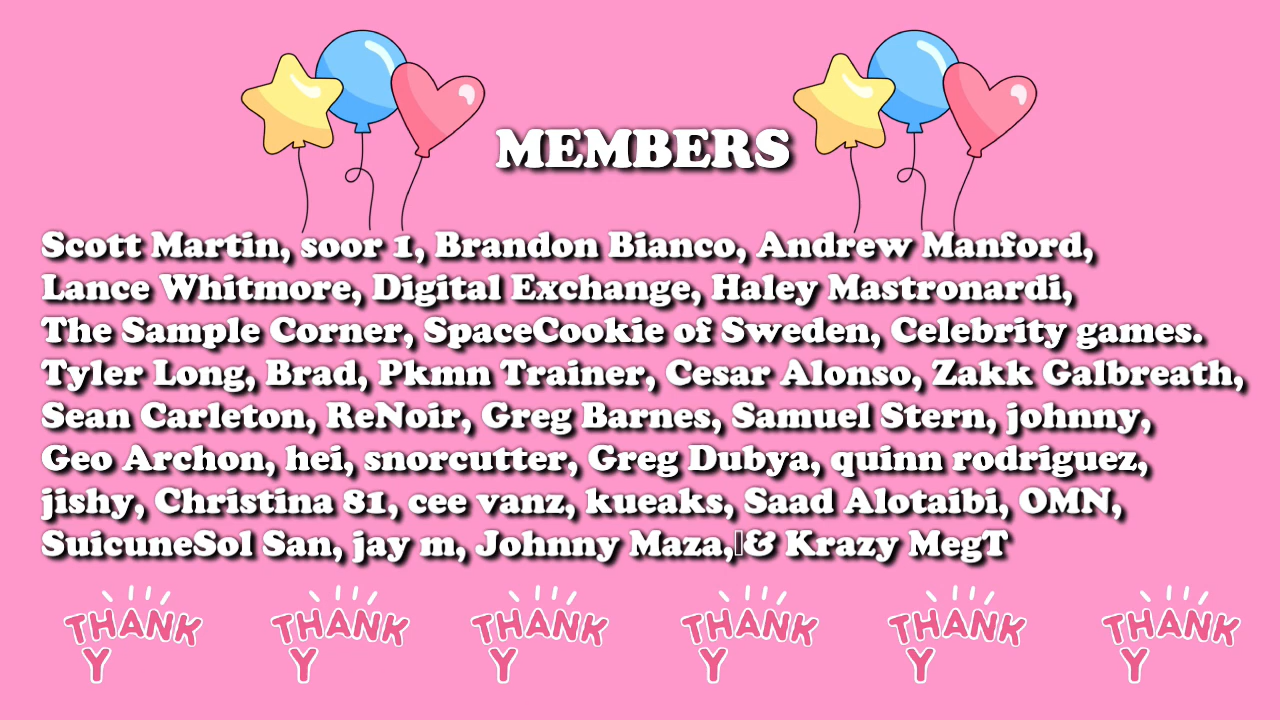 MEMBERS
Scott Martin, soor 1, Brandon Bianco, Andrew Manford,
Lance Whitmore, Digital Exchange, Haley Mastronardi,
The Sample Corner, SpaceCookie of Sweden, Celebrity games.
Tyler Long, Brad, Pkmn Trainer, Cesar Alonso, Zakk Galbreath,
Sean Carleton, ReNoir, Greg Barnes, Samuel Stern, johnny,
Geo Archon, hei, snorcutter, Greg Dubya, quinn rodriguez,
jishy, Christina 81, cee vanz, kueaks, Saad Alotaibi, OMN,
SuicuneSol San, jay m, Johnny Maza, & Krazy MegT
THANK THANK THANK THANK THANK THANK
Y Y Y Y Y Y